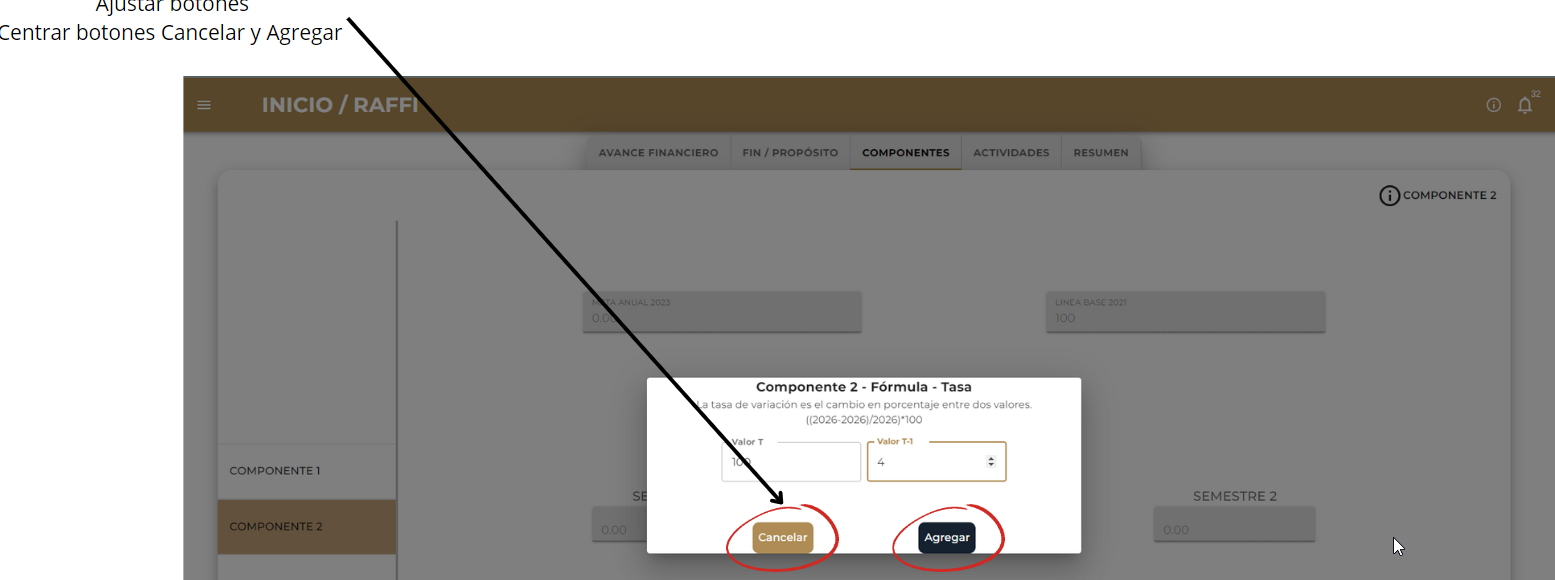 Ajustar botones
Centrar botones Cancelar y Agregar
INICIO / RAFFI
32
AVANCE FINANCIERO
FIN / PROPÓSITO
COMPONENTES
ACTIVIDADES
RESUMEN
COMPONENTE 2
META ANUAL 2023
0.00
LINEA BASE 2021
100
Componente 2 - Fórmula - Tasa
La tasa de variación es el cambio en porcentaje entre dos valores.
((2026-2026)/2026)*100
Valor T
100
Valor T-1
4
COMPONENTE 1
COMPONENTE 2
SE
0.00
SEMESTRE 2
0.00
Cancelar
Agregar